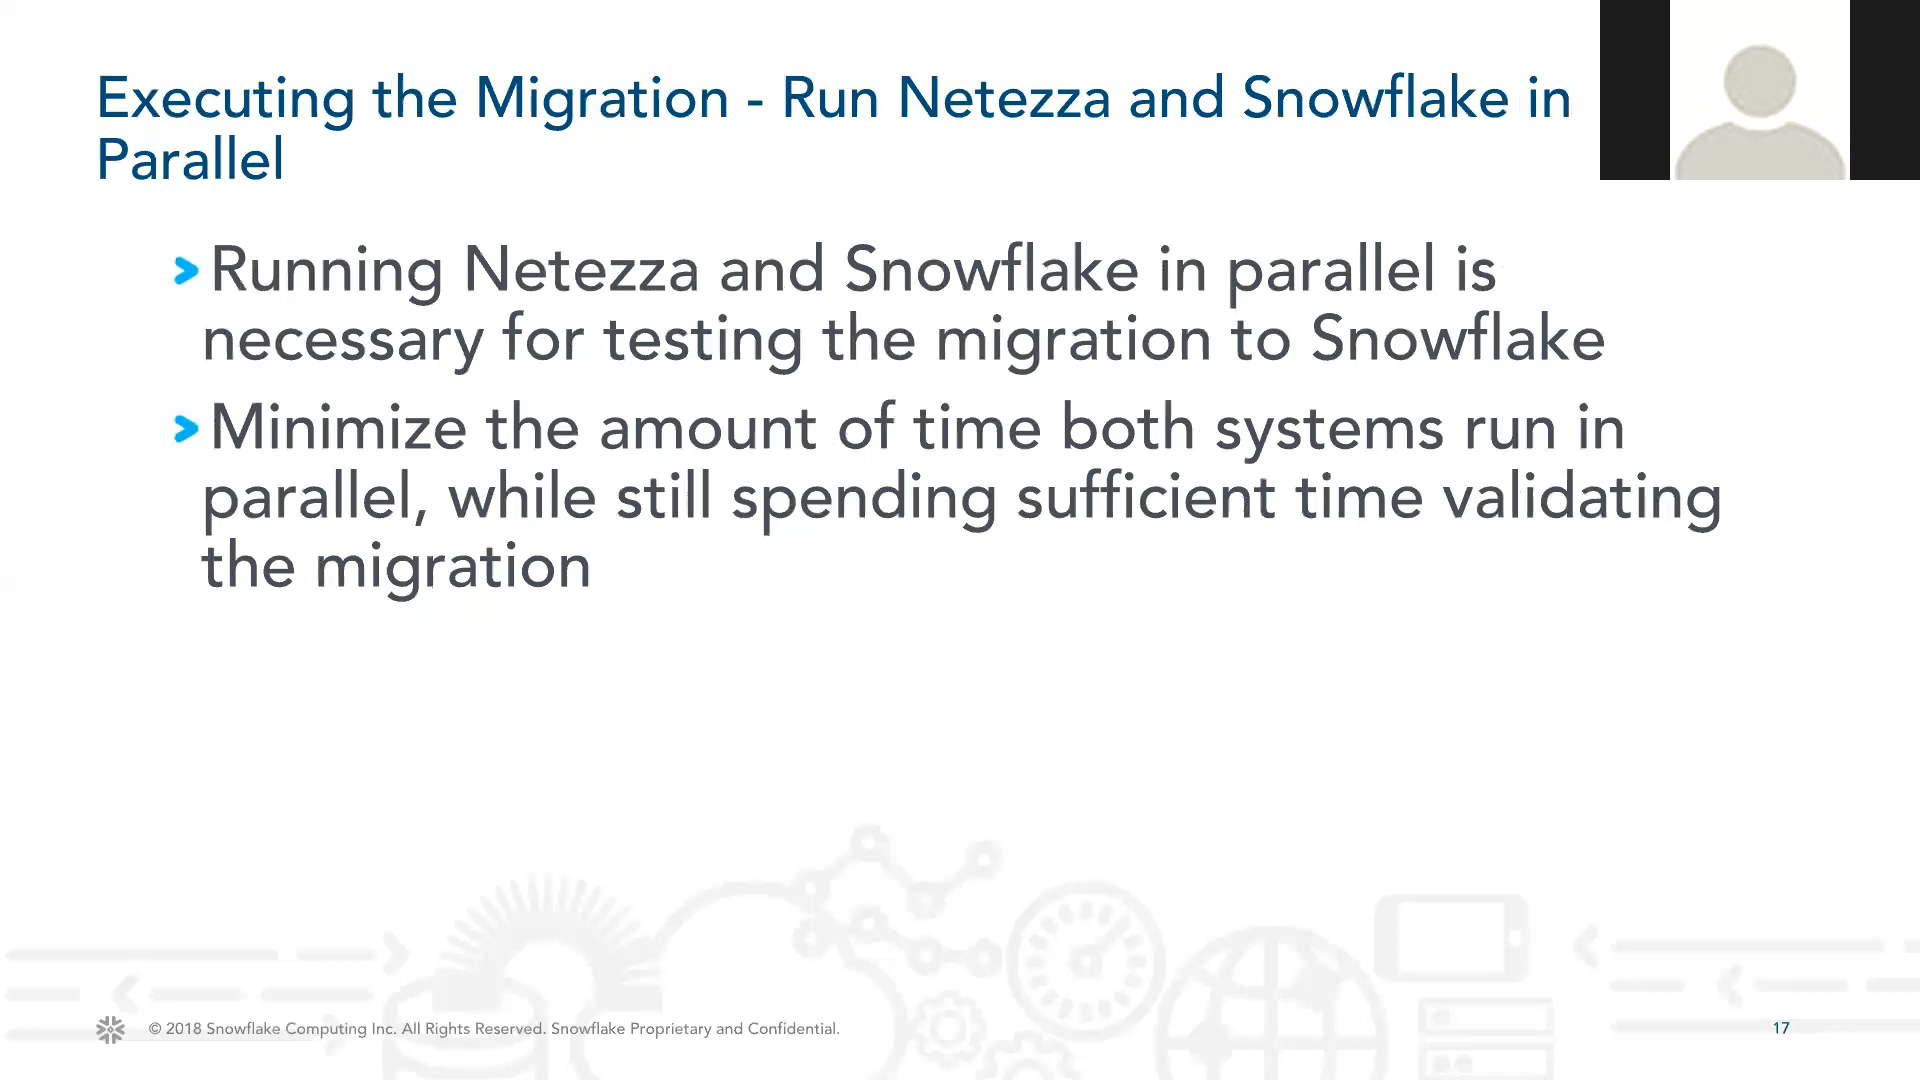 Executing the Migration - Run Netezza and Snowflake in
Parallel
Running Netezza and Snowflake in parallel is
necessary for testing the migration to Snowflake
Minimize the amount of time both systems run in
parallel, while still spending sufficient time validating
the migration
© 2018 Snowflake Computing Inc. All Rights Reserved. Snowflake Proprietary and Confidential.
17